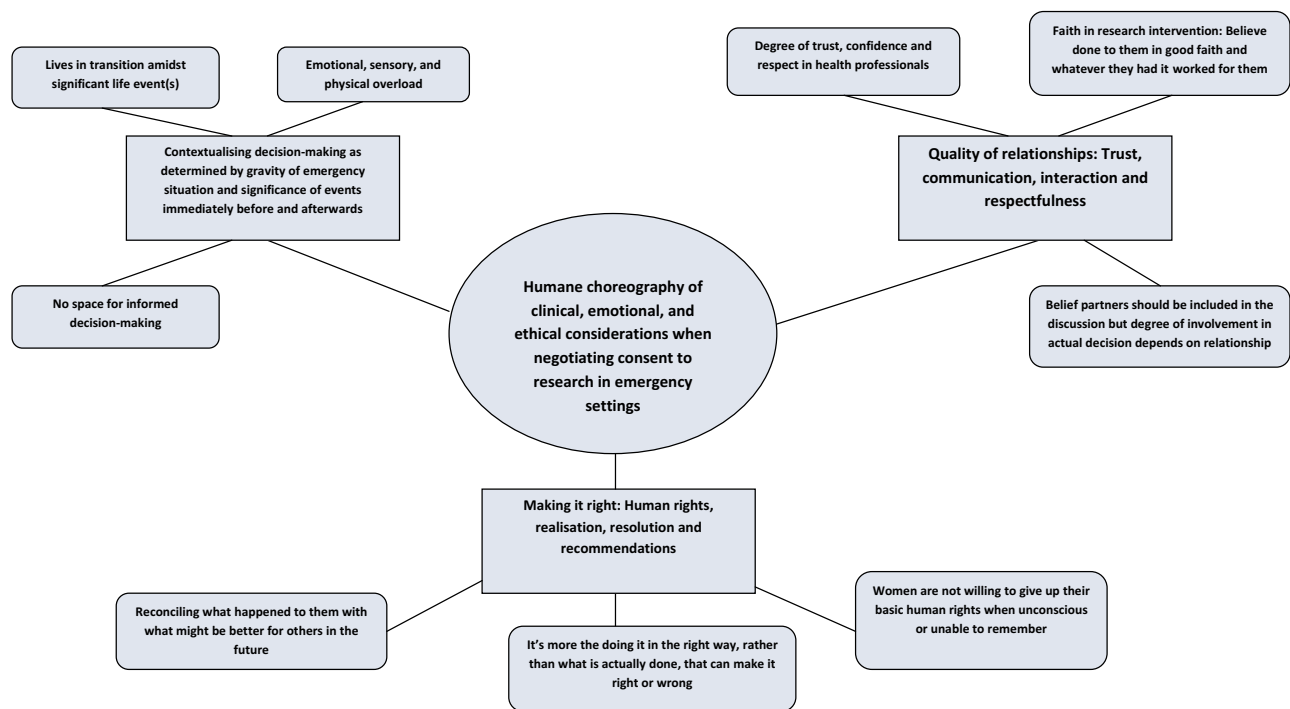 Lives in transition amidst
significant life event(s)
Emotional, sensory, and
physical overload
Degree of trust, confidence and
respect in health professionals
Faith in research intervention: Believe
done to them in good faith and
whatever they had it worked for them
Contextualising decision-making as
determined by gravity of emergency
situation and significance of events
immediately before and afterwards
Quality of relationships: Trust,
communication, interaction and
respectfulness
No space for informed
decision-making
Humane choreography of
clinical, emotional, and
ethical considerations when
negotiating consent to
research in emergency
settings
Belief partners should be included in the
discussion but degree of involvement in
actual decision depends on relationship
Making it right: Human rights,
realisation, resolution and
recommendations
Reconciling what happened to them with
what might be better for others in the
future
It’s more the doing it in the right way, rather
than what is actually done, that can make it
right or wrong
Women are not willing to give up their
basic human rights when unconscious
or unable to remember